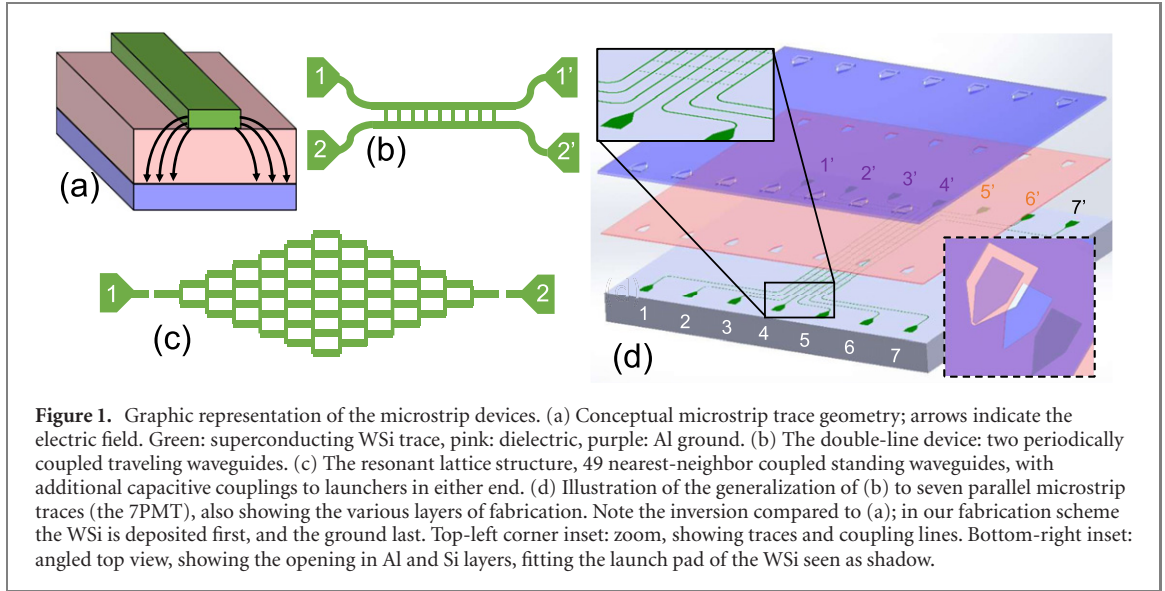 1
1’
2
2’
(a)
(b)
1
2
(c)
1’
2’
3’
4’
5’
6’
7’
1
2
3
4
5
6
7
(d)
Figure 1. Graphic representation of the microstrip devices. (a) Conceptual microstrip trace geometry; arrows indicate the
electric field. Green: superconducting WSi trace, pink: dielectric, purple: Al ground. (b) The double-line device: two periodically
coupled traveling waveguides. (c) The resonant lattice structure, 49 nearest-neighbor coupled standing waveguides, with
additional capacitive couplings to launchers in either end. (d) Illustration of the generalization of (b) to seven parallel microstrip
traces (the 7PMT), also showing the various layers of fabrication. Note the inversion compared to (a); in our fabrication scheme
the WSi is deposited first, and the ground last. Top-left corner inset: zoom, showing traces and coupling lines. Bottom-right inset:
angled top view, showing the opening in Al and Si layers, fitting the launch pad of the WSi seen as shadow.